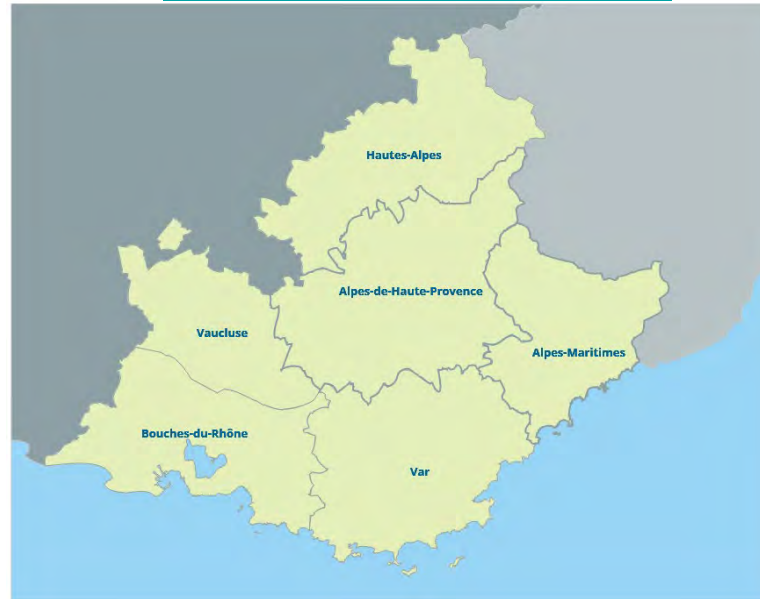 Hautes-Alpes
Alpes-de-Haute-Provence
Vaucluse
Alpes-Maritimes
Bouches-du-Rhône
Var